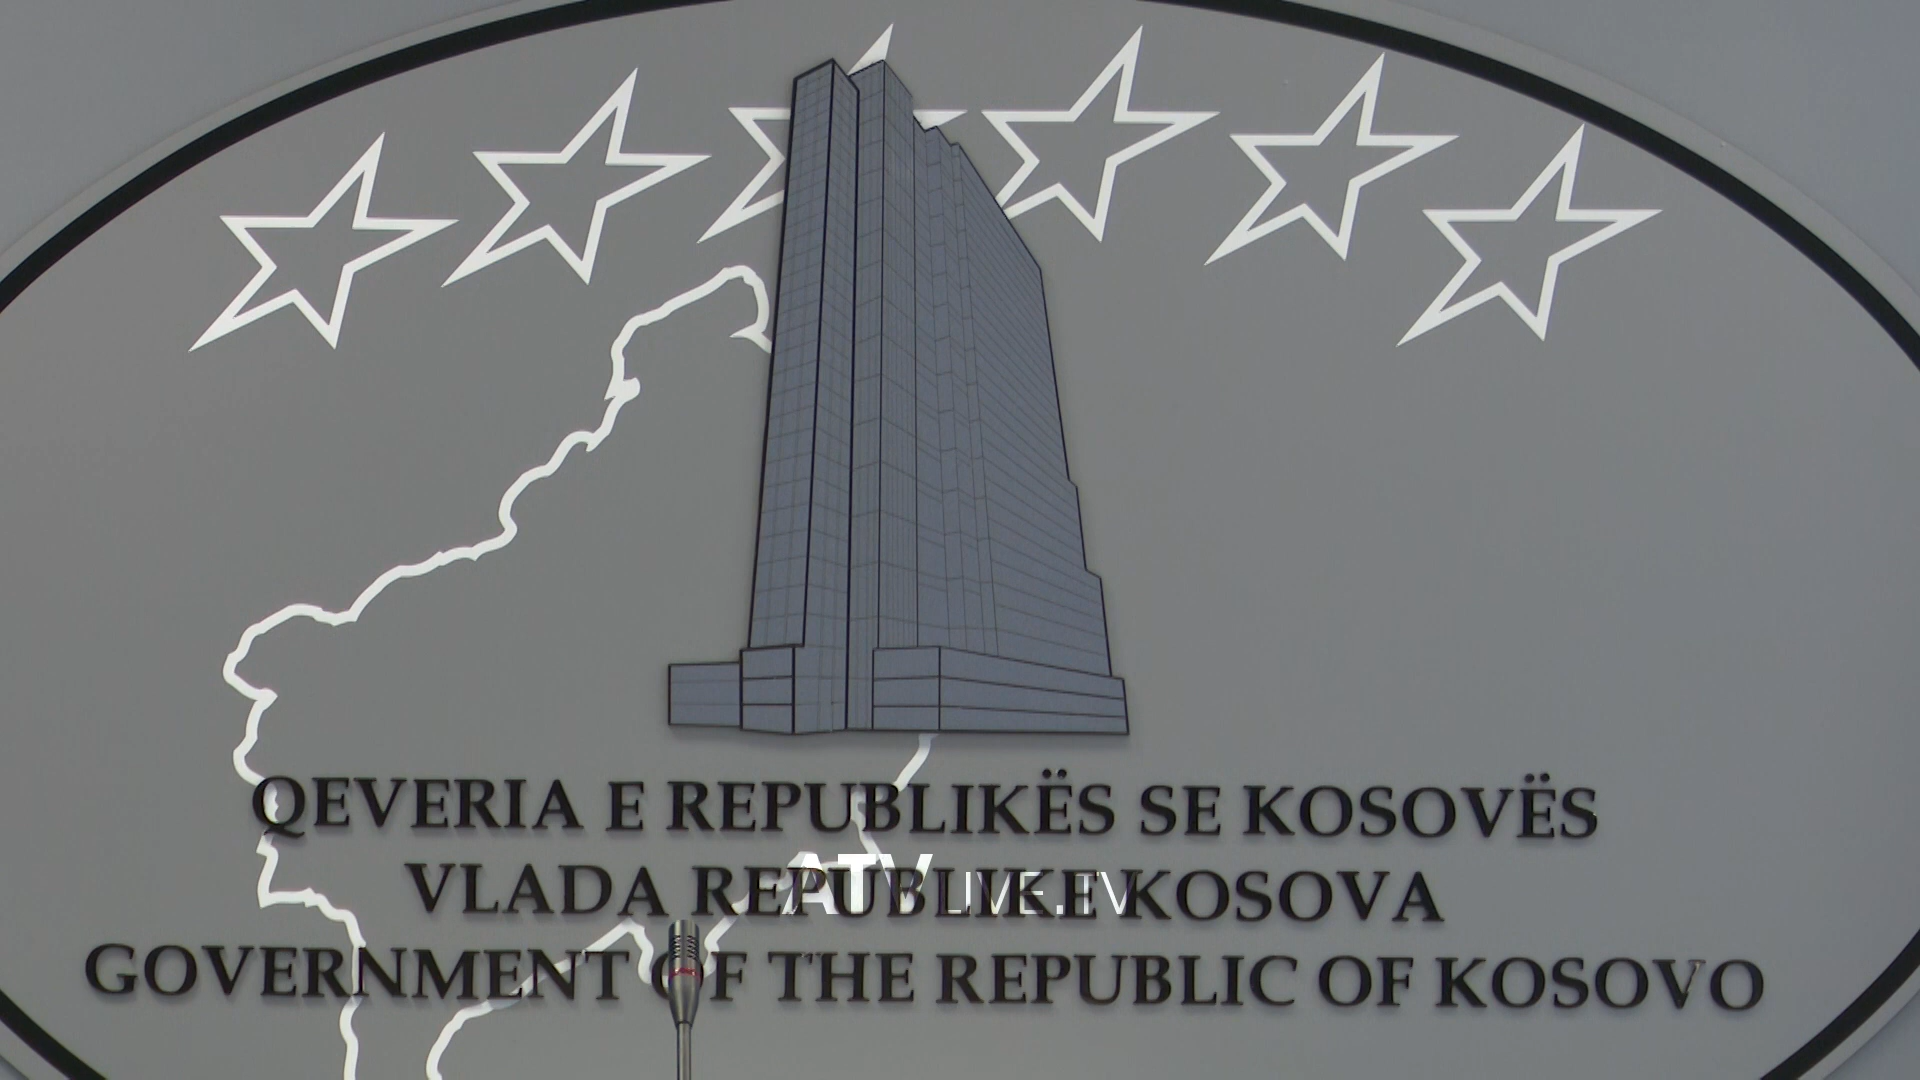 QEVERIA E REPUBLIKËS SE KOSOVËS
VLADA REPUBLIKE KOSOVA
ATV LIVE.TV
GOVERNMENT OF THE REPUBLIC OF KOSOVO